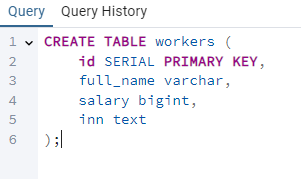 Query Query History
1 CREATE TABLE workers (
2 id SERIAL PRIMARY KEY,
3 full_name varchar,
4 salary bigint,
5 inn text
6 );